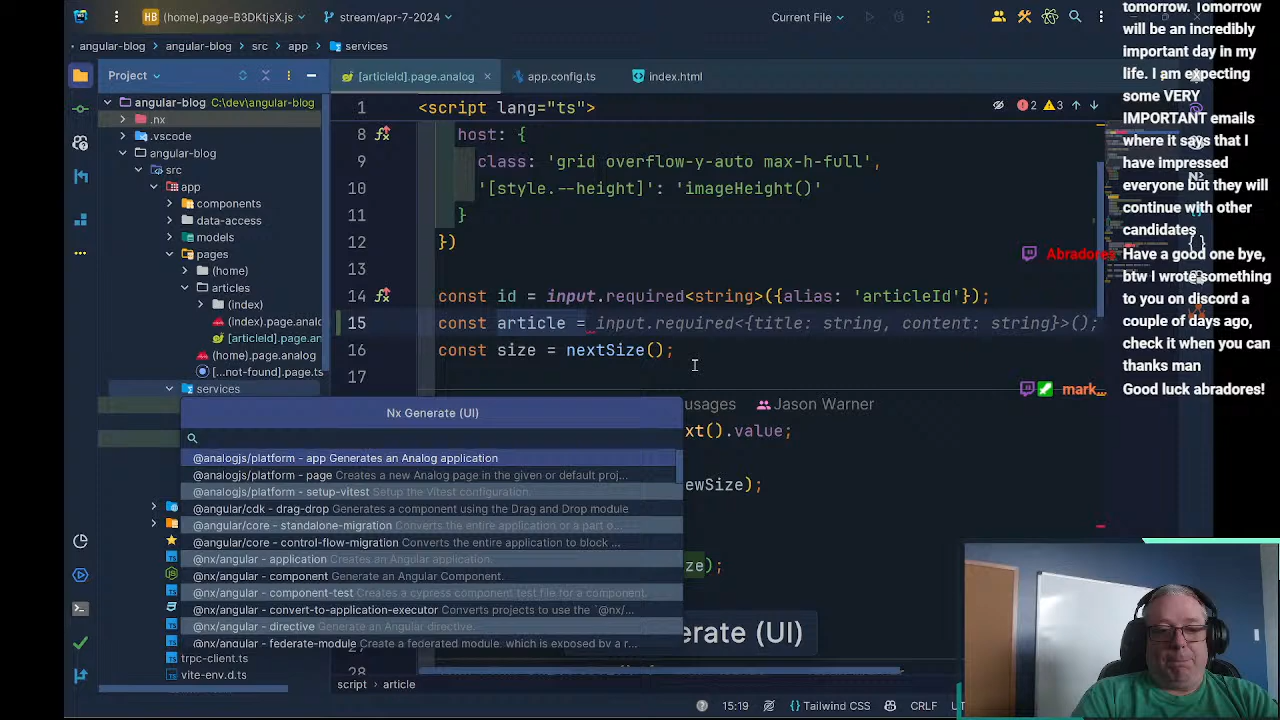 HB (home).page-B3DKtjsX.js
stream/apr-7-2024
Current File
angular-blog
angular-blog
src
app
services
Project
[articleId].page.analog
app.config.ts
index.html
angular-blog C:\dev\angular-blog
.nx
.vscode
angular-blog
src
app
components
data-access
models
pages
(home)
articles
(index)
(index).page.analo
[articleId].page.an
(home).page.analog
[...not-found].page.ts
services
trpc-client.ts
vite-env.d.ts
1 <script lang="ts">
2 3
8 host: {
9 class: 'grid overflow-y-auto max-h-full',
10 '[style.--height]': 'imageHeight()'
11 }
12 })
13
14 const id = input.required<string>({alias: 'articleId'});
15 const article = input.required<{title: string, content: string}>();
16 const size = nextSize();
17
usages Jason Warner
xt().value;
ewSize);
ze);
28
Nx Generate (UI)
@analogjs/platform - app Generates an Analog application
@analogjs/platform - page Creates a new Analog page in the given or default proj...
@analogjs/platform - setup-vitest Setup the Vitest configuration.
@angular/cdk - drag-drop Generates a component using the Drag and Drop module
@angular/core - standalone-migration Converts the entire application or a part o...
@angular/core - control-flow-migration Converts the entire application to block ...
@nx/angular - application Creates an Angular application.
@nx/angular - component Generate an Angular Component.
@nx/angular - component-test Creates a cypress component test file for a component.
@nx/angular - convert-to-application-executor Converts projects to use the `@nx/...
@nx/angular - directive Generate an Angular directive.
@nx/angular - federate-module Create a federated module, which is exposed by a r...
erate (UI)
script
article
15:19
Tailwind CSS
CRLF
tomorrow. Tomorrow
will be an incredibly
important day in my
life. I am expecting
some VERY
IMPORTANT emails
where it says that I
have impressed
everyone but they will
continue with other
candidates
Abradores
Have a good one bye,
btw I wrote something
to you on discord a
couple of days ago,
check it when you can
thanks man
mark...
Good luck abradores!